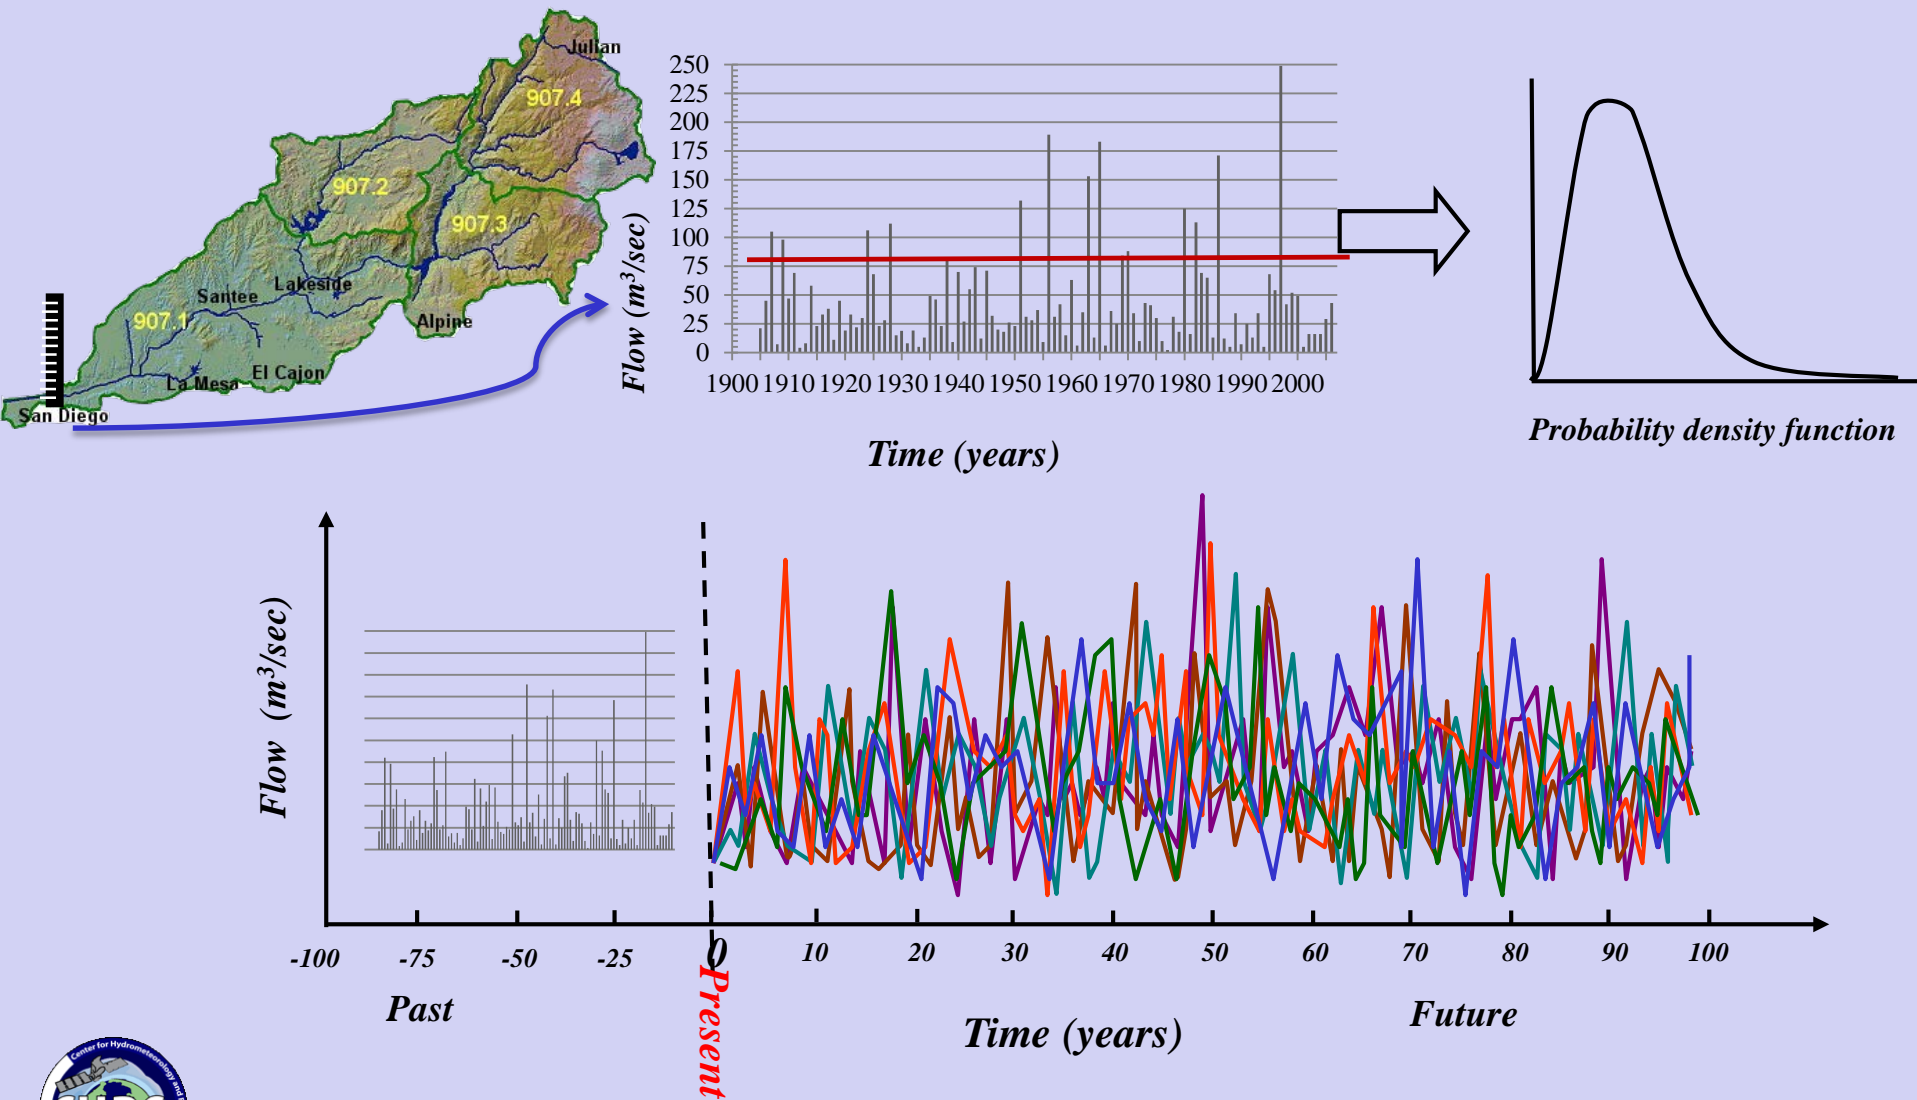 Julian
907.4
907.2
907.3
Lakeside
Santee
907.1
Alpine
El Cajon
La Mesa
San Diego
Flow (m³/sec)
250
225
200
175
150
125
100
75
50
25
0
1900 1910 1920 1930 1940 1950 1960 1970 1980 1990 2000
Time (years)
Probability density function
Flow (m³/sec)
-100 -75 -50 -25 0 10 20 30 40 50 60 70 80 90 100
Present
Past
Time (years)
Future
Center for Hydrometeorology and